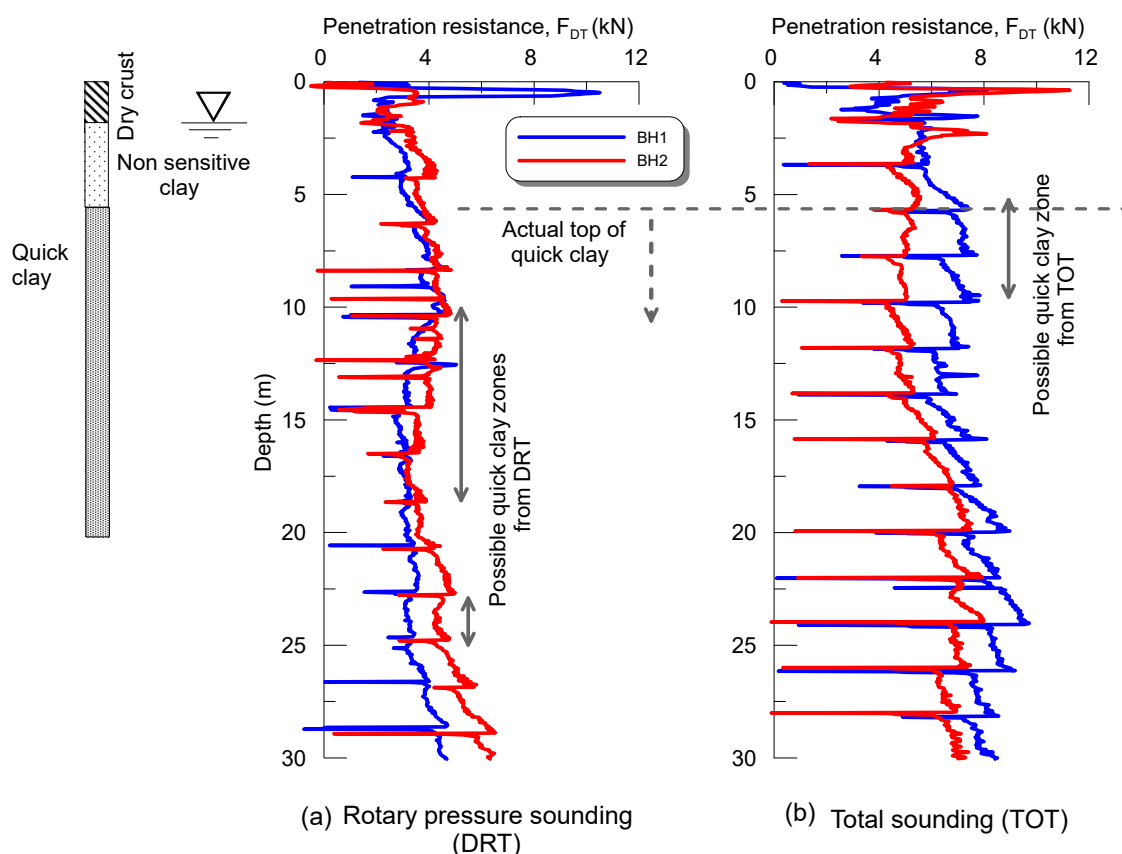 Penetration resistance, F_DT (kN)
0 4 8 12
Penetration resistance, F_DT (kN)
0 4 8 12
Dry crust
Non sensitive
clay
Quick
clay
Depth (m)
0
5
10
15
20
25
30
BH1
BH2
Actual top of
quick clay
Possible quick clay zones
from DRT
0
5
10
15
20
25
30
Possible quick clay zone
from TOT
(a) Rotary pressure sounding
(DRT)
(b) Total sounding (TOT)